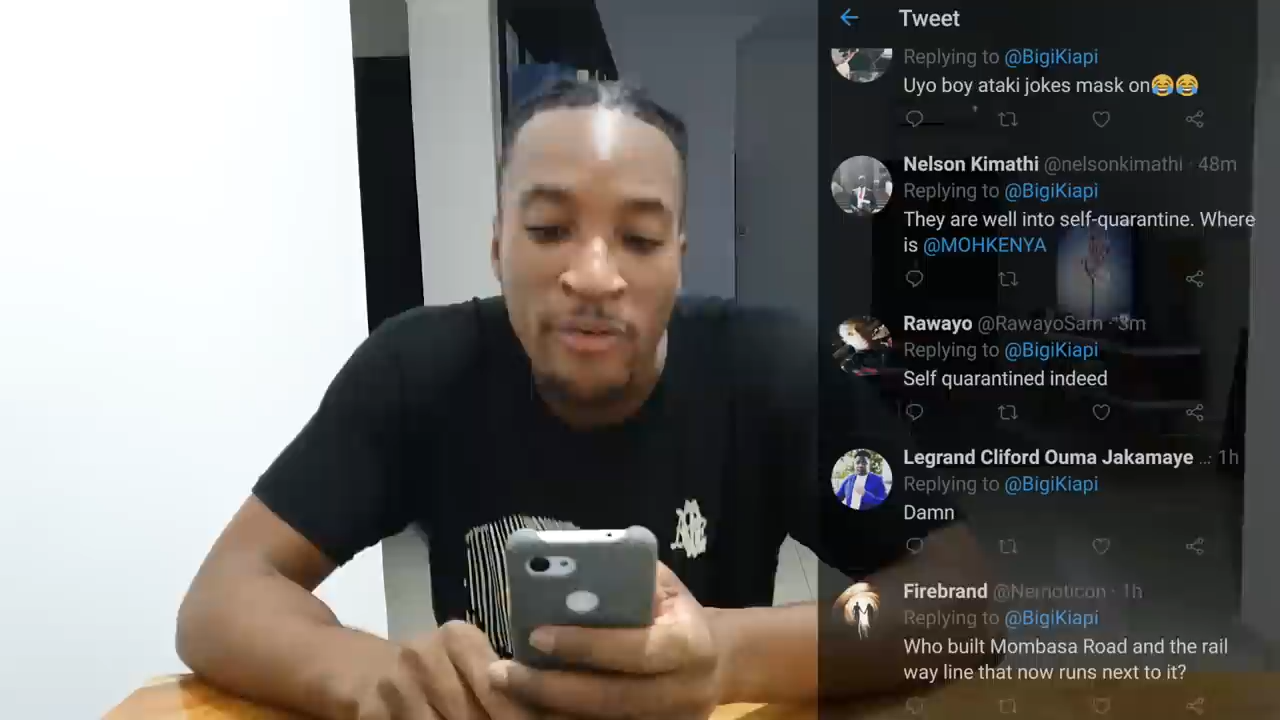 Tweet
Replying to @BigiKiapi
Uyo boy ataki jokes mask on😂😂
Nelson Kimathi @nelsonkimathi · 48m
Replying to @BigiKiapi
They are well into self-quarantine. Where
is @MOHKENYA
Rawayo @RawayoSam · 3m
Replying to @BigiKiapi
Self quarantined indeed
Legrand Cliford Ouma Jakamaye ... · 1h
Replying to @BigiKiapi
Damn
Firebrand @Nemoticon · 1h
Replying to @BigiKiapi
Who built Mombasa Road and the rail
way line that now runs next to it?